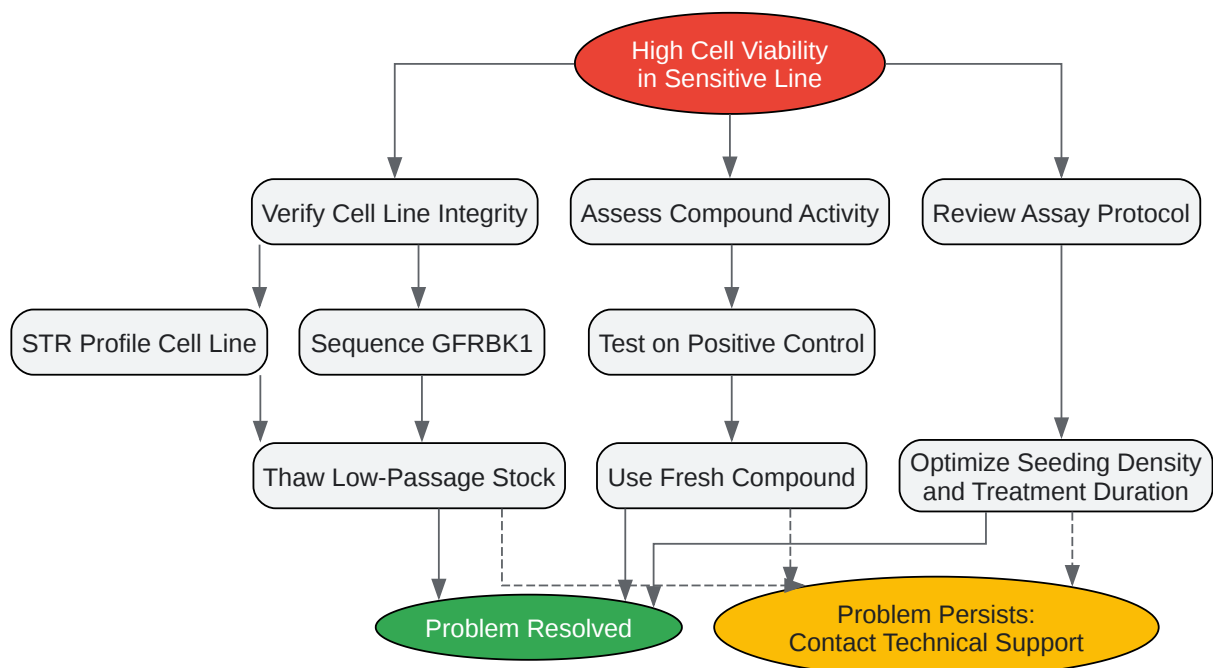 High Cell Viability
in Sensitive Line
Verify Cell Line Integrity
Assess Compound Activity
Review Assay Protocol
STR Profile Cell Line
Sequence GFRBK1
Test on Positive Control
Thaw Low-Passage Stock
Use Fresh Compound
Optimize Seeding Density
and Treatment Duration
Problem Resolved
Problem Persists:
Contact Technical Support